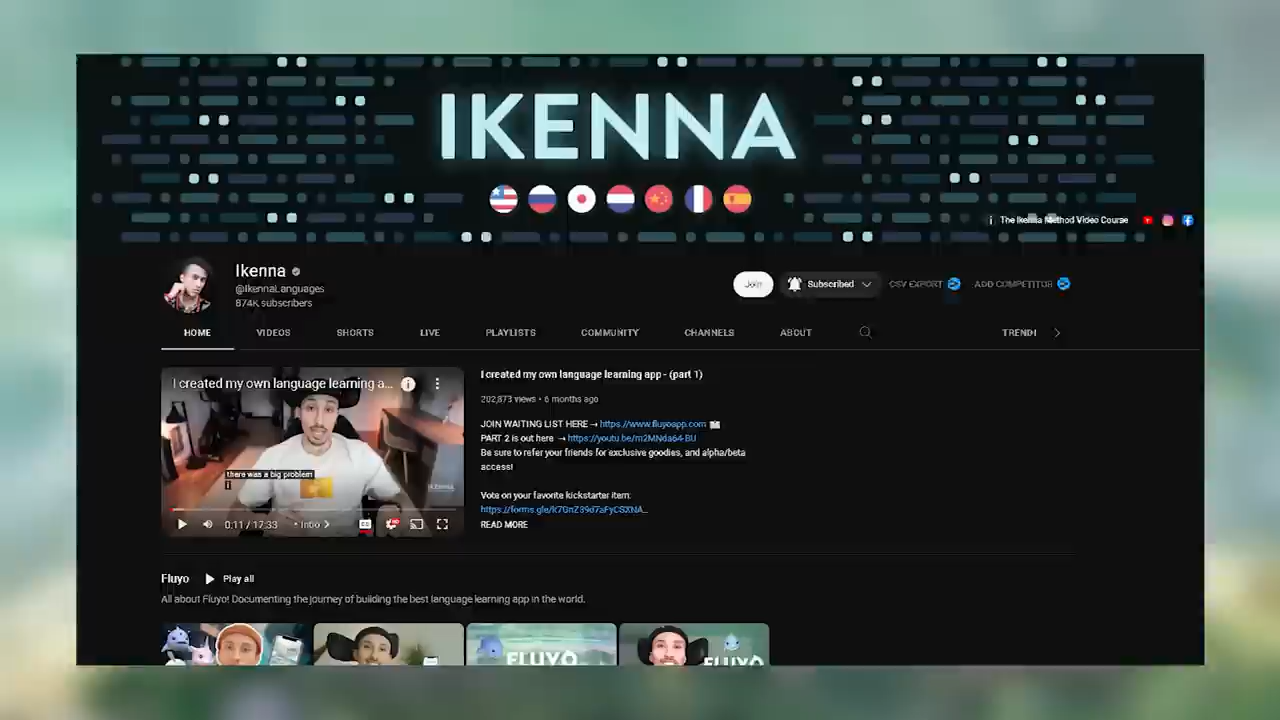 IKENNA
The Ikenna Method Video Course
Ikenna
@IkennaLanguages
874K subscribers
Join
Subscribed
CSV EXPORT
ADD COMPETITOR
HOME
VIDEOS
SHORTS
LIVE
PLAYLISTS
COMMUNITY
CHANNELS
ABOUT
TRENDI
I created my own language learning a...
there was a big problem
IKENNA
0:11 / 17:33 • Intro
I created my own language learning app - (part 1)
202,873 views • 6 months ago
JOIN WAITING LIST HERE → https://www.fluyoapp.com
PART 2 is out here →
Be sure to refer your friends for exclusive goodies, and alpha/beta
access!
Vote on your favorite kickstarter item:
READ MORE
Fluyo
Play all
All about Fluyo! Documenting the journey of building the best language learning app in the world.
FLUYO
FLUYO